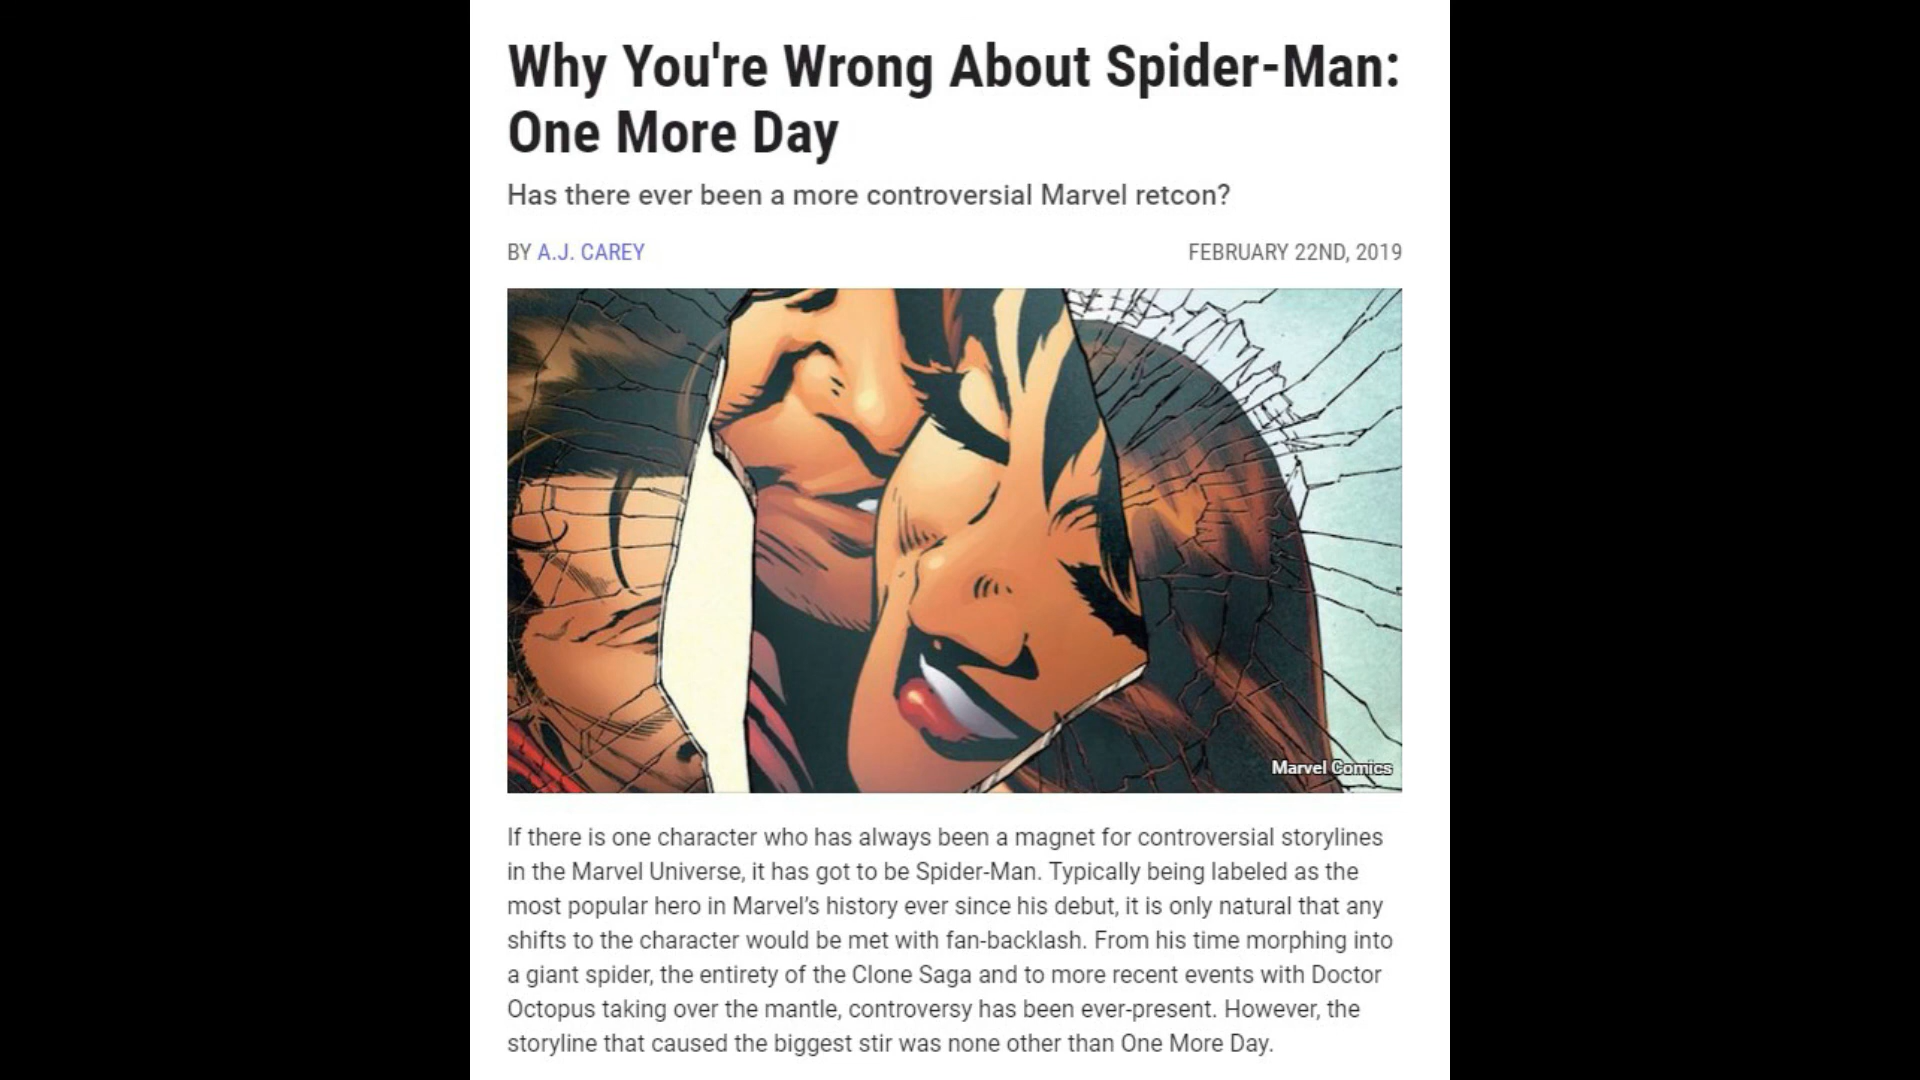 Why You're Wrong About Spider-Man:
One More Day
Has there ever been a more controversial Marvel retcon?
BY A.J. CAREY
FEBRUARY 22ND, 2019
Marvel Comics
If there is one character who has always been a magnet for controversial storylines
in the Marvel Universe, it has got to be Spider-Man. Typically being labeled as the
most popular hero in Marvel’s history ever since his debut, it is only natural that any
shifts to the character would be met with fan-backlash. From his time morphing into
a giant spider, the entirety of the Clone Saga and to more recent events with Doctor
Octopus taking over the mantle, controversy has been ever-present. However, the
storyline that caused the biggest stir was none other than One More Day.